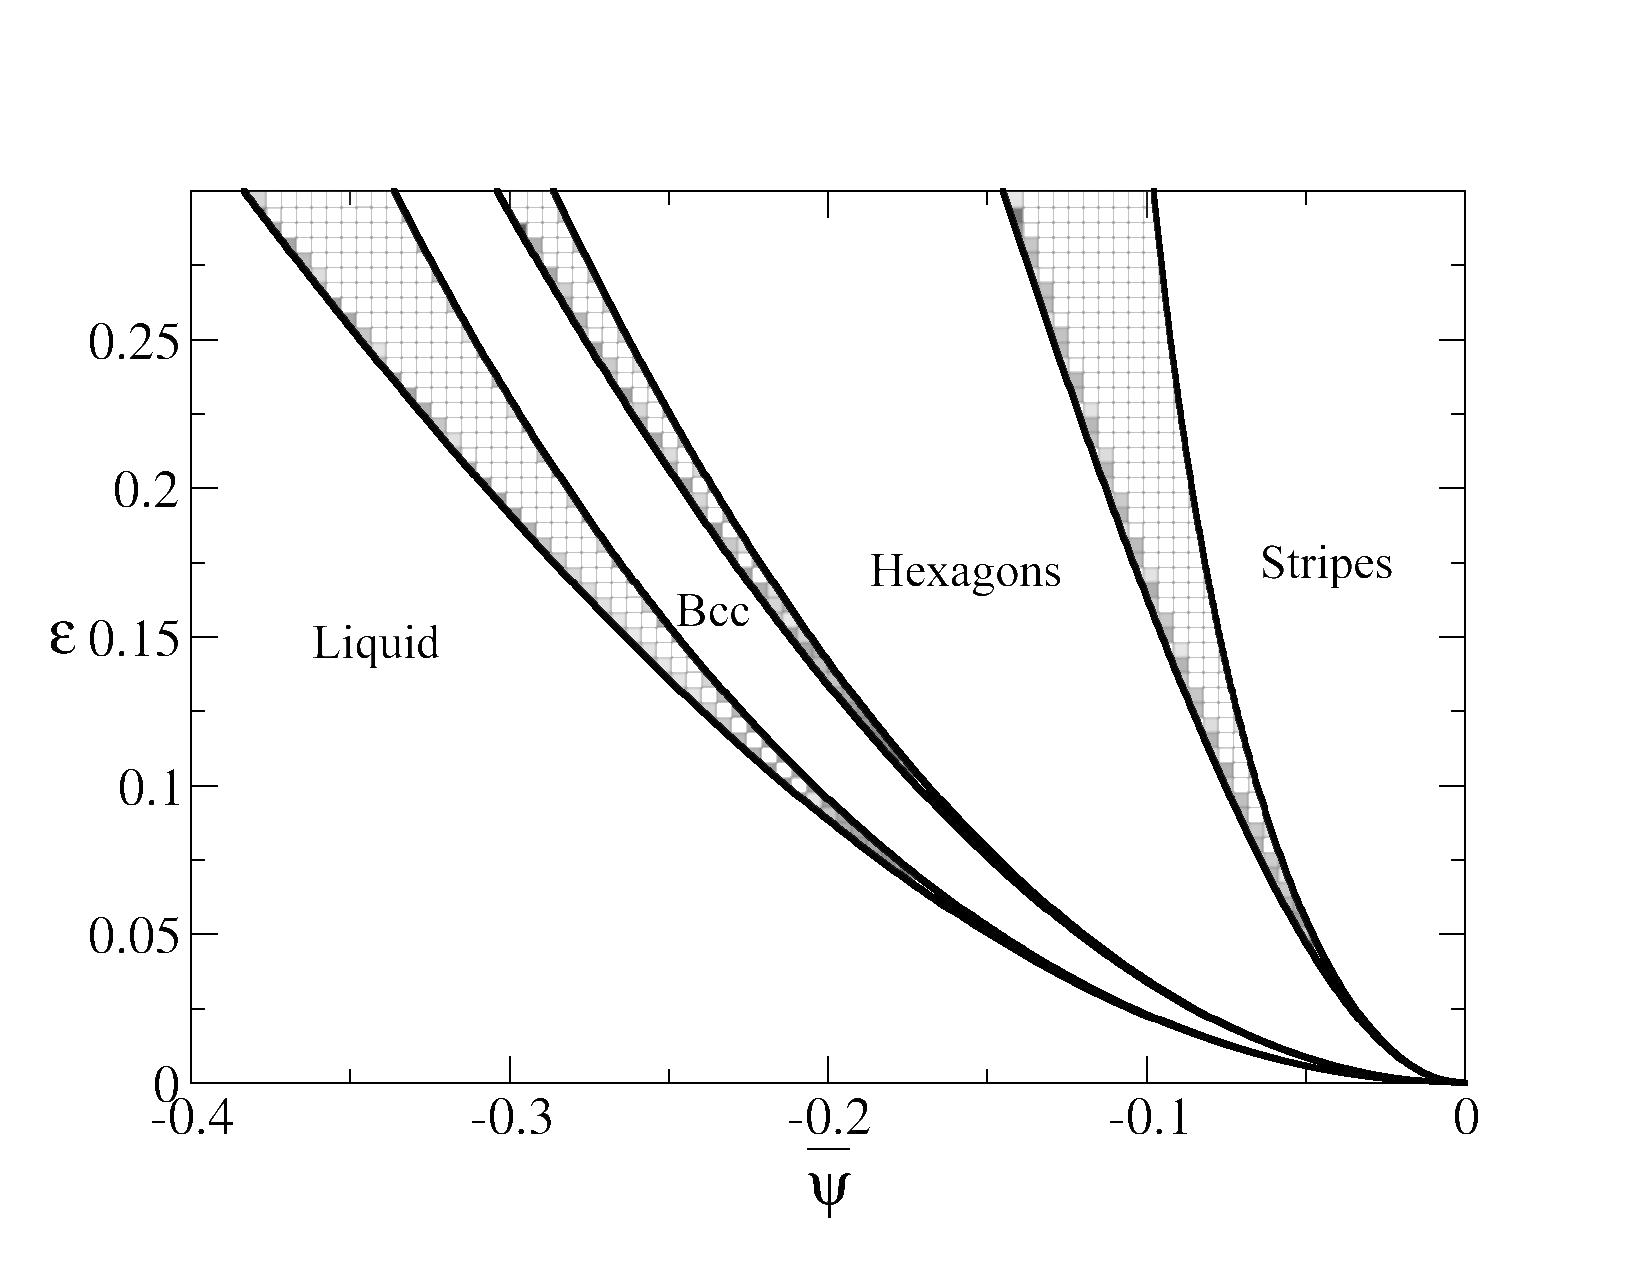 0.25
0.2
Hexagons
Stripes
Bcc
ε 0.15
Liquid
0.1
0.05
0
-0.4 -0.3 -0.2 -0.1 0
ψ̅